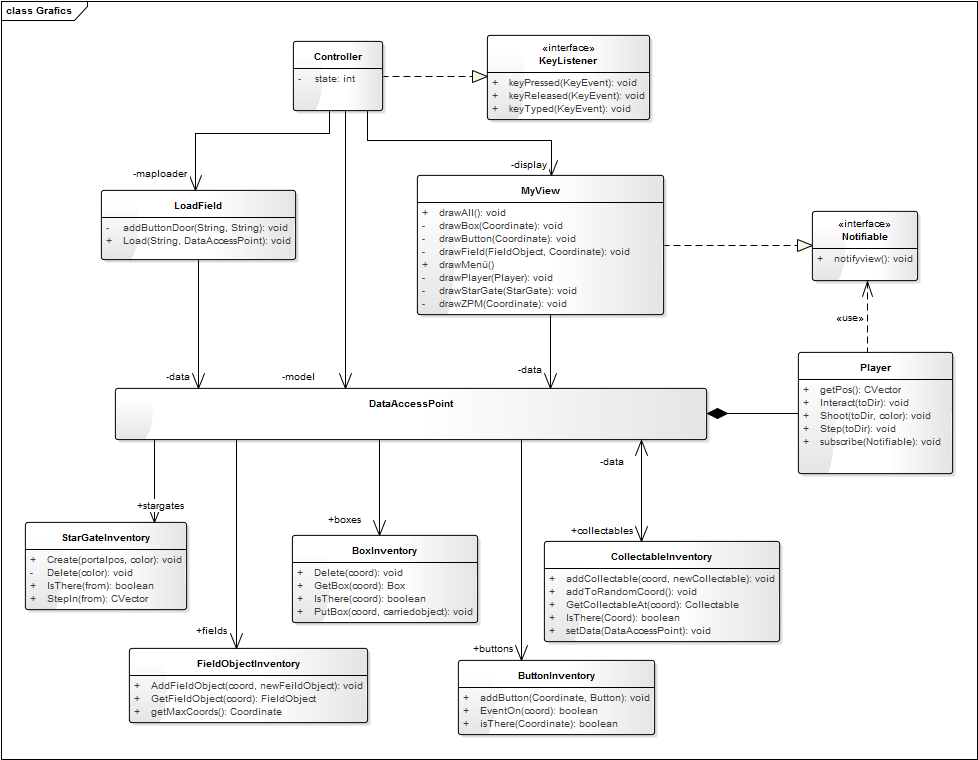 class Grafics
Controller
- state: int
«interface»
KeyListener
+ keyPressed(KeyEvent): void
+ keyReleased(KeyEvent): void
+ keyTyped(KeyEvent): void
-maploader
-display
LoadField
- addButtonDoor(String, String): void
+ Load(String, DataAccessPoint): void
MyView
+ drawAll(): void
- drawBox(Coordinate): void
- drawButton(Coordinate): void
- drawField(FieldObject, Coordinate): void
+ drawMenü()
- drawPlayer(Player): void
- drawStarGate(StarGate): void
- drawZPM(Coordinate): void
«interface»
Notifiable
+ notifyview(): void
«use»
-data
-model
-data
Player
+ getPos(): CVector
+ Interact(toDir): void
+ Shoot(toDir, color): void
+ Step(toDir): void
+ subscribe(Notifiable): void
DataAccessPoint
-data
+stargates
+boxes
+collectables
StarGateInventory
+ Create(portalpos, color): void
- Delete(color): void
+ IsThere(from): boolean
+ StepIn(from): CVector
BoxInventory
+ Delete(coord): void
+ GetBox(coord): Box
+ IsThere(coord): boolean
+ PutBox(coord, carriedobject): void
CollectableInventory
+ addCollectable(coord, newCollectable): void
+ addToRandomCoord(): void
+ GetCollectableAt(coord): Collectable
+ IsThere(Coord): boolean
+ setData(DataAccessPoint): void
+fields
+buttons
FieldObjectInventory
+ AddFieldObject(coord, newFeildObject): void
+ GetFieldObject(coord): FieldObject
+ getMaxCoords(): Coordinate
ButtonInventory
+ addButton(Coordinate, Button): void
+ EventOn(coord): boolean
+ isThere(Coordinate): boolean